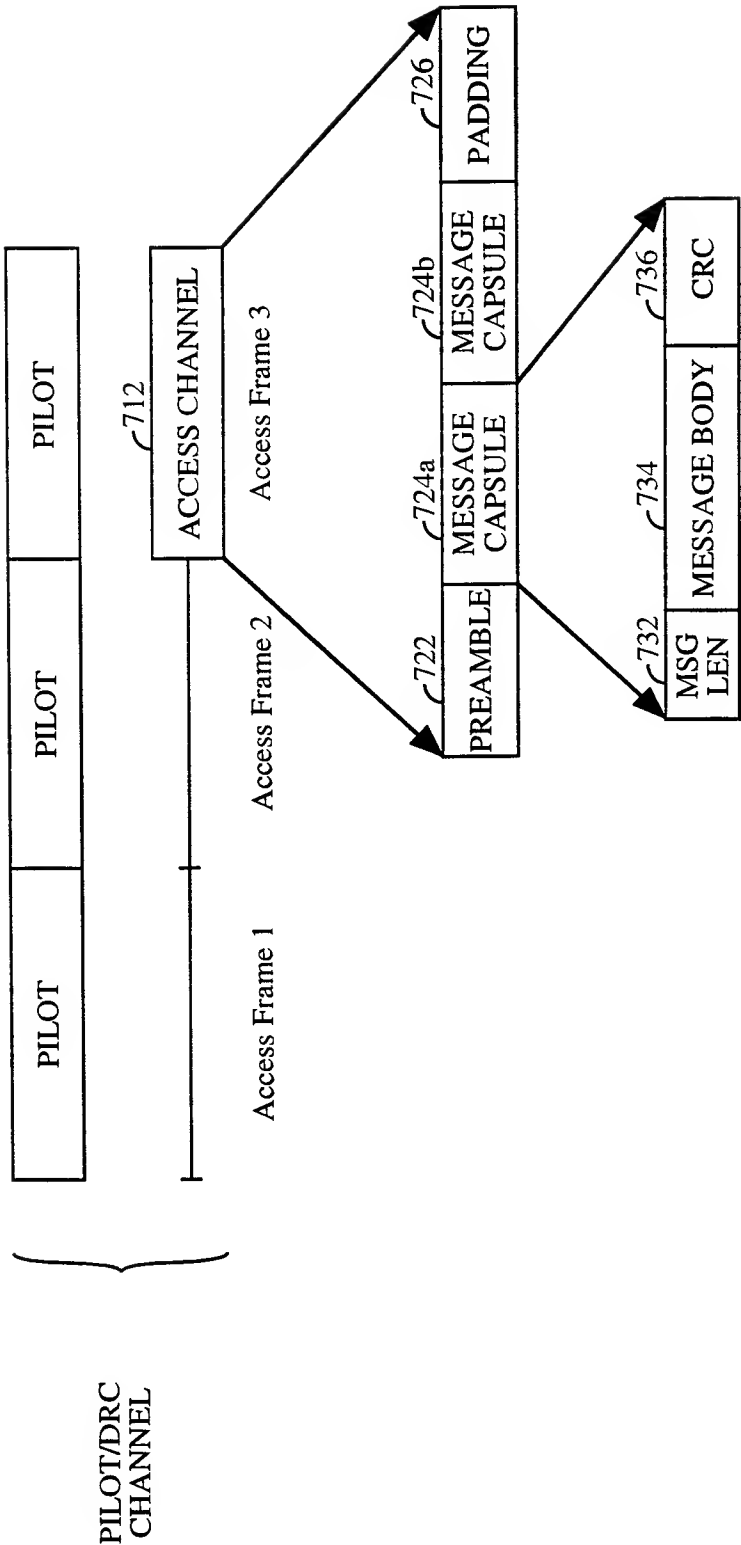 PILOT/DRC
CHANNEL
PILOT
PILOT
PILOT
712
ACCESS CHANNEL
Access Frame 1
Access Frame 2
Access Frame 3
722
724a
724b
726
PREAMBLE
MESSAGE
CAPSULE
MESSAGE
CAPSULE
PADDING
732
734
736
MSG
LEN
MESSAGE BODY
CRC